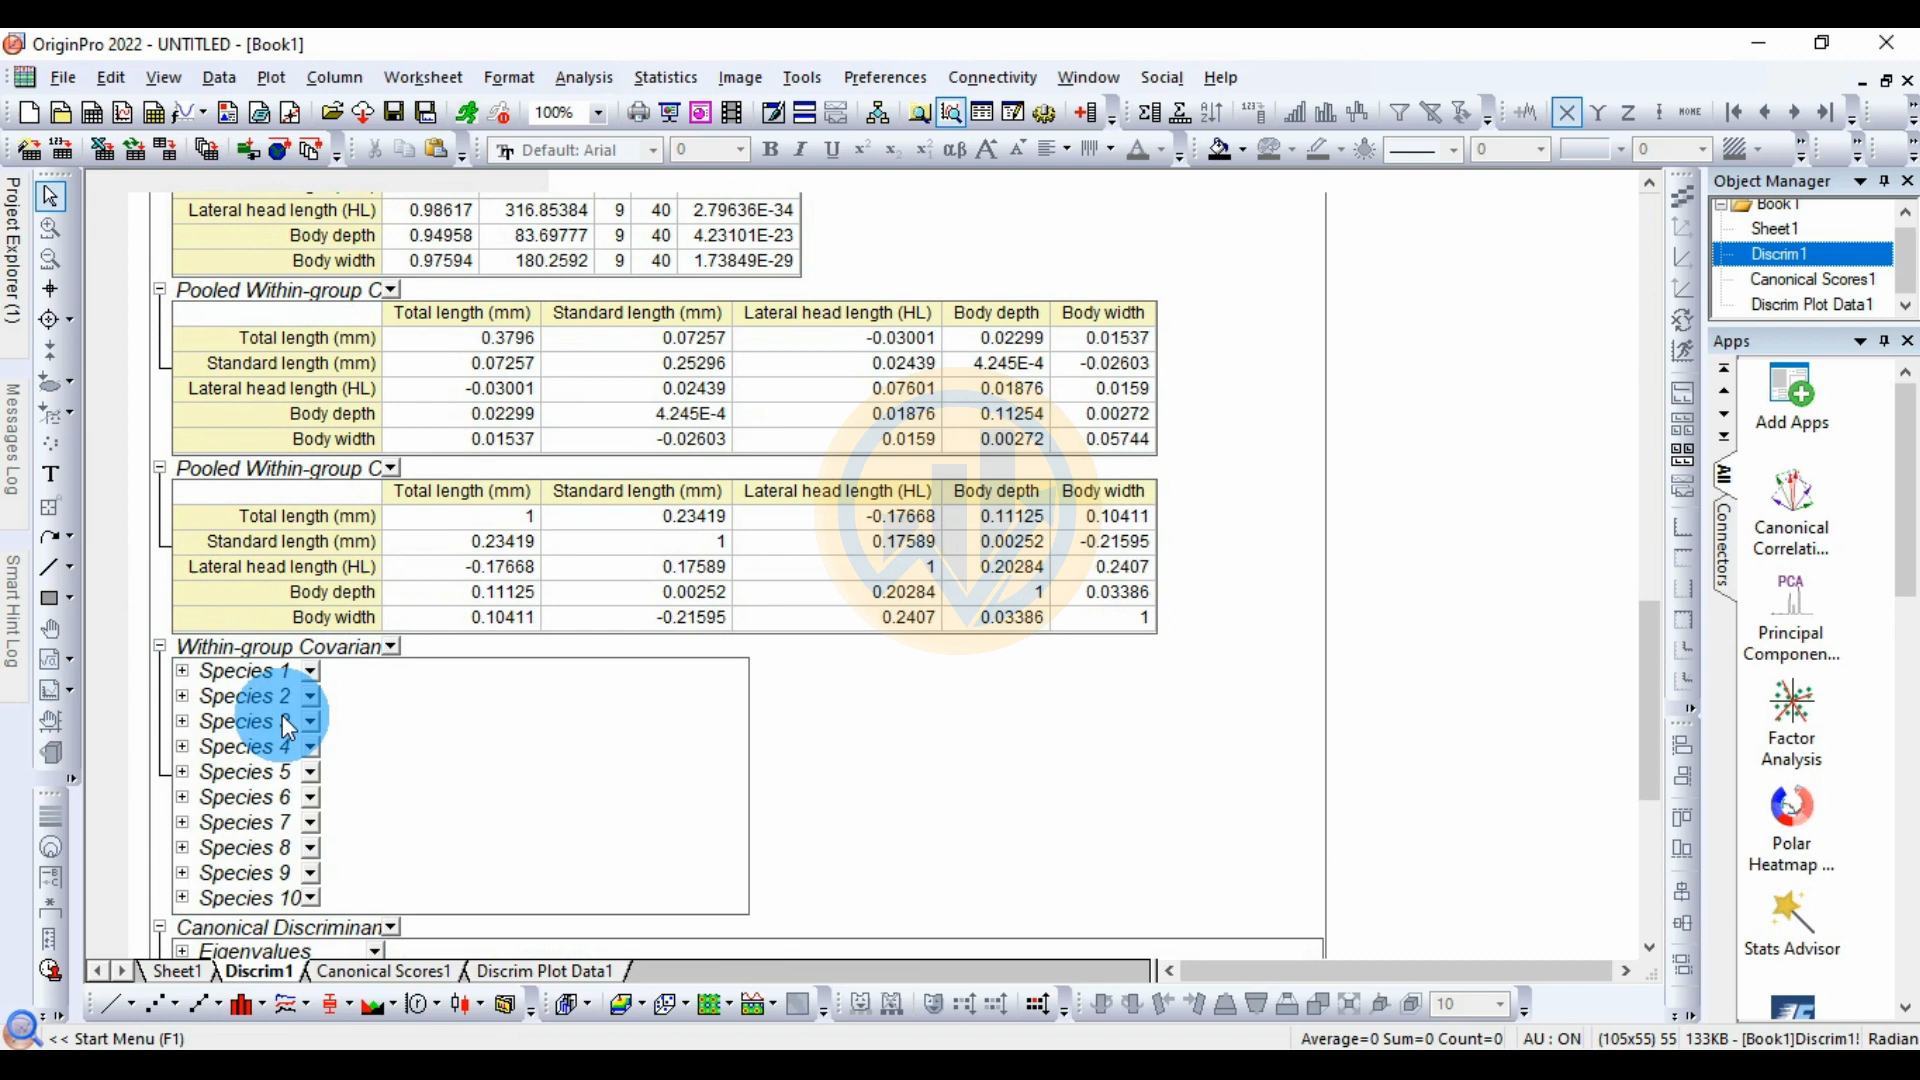 OriginPro 2022 - UNTITLED - [Book1]
File Edit View Data Plot Column Worksheet Format Analysis Statistics Image Tools Preferences Connectivity Window Social Help
100%
Default: Arial 0 B I U αβ 0 0
Project Explorer (1)
Messages Log
Smart Hint Log
Lateral head length (HL) 0.98617 316.85384 9 40 2.79636E-34
Body depth 0.94958 83.69777 9 40 4.23101E-23
Body width 0.97594 180.2592 9 40 1.73849E-29
Pooled Within-group C
Total length (mm) Standard length (mm) Lateral head length (HL) Body depth Body width
Total length (mm) 0.3796 0.07257 -0.03001 0.02299 0.01537
Standard length (mm) 0.07257 0.25296 0.02439 4.245E-4 -0.02603
Lateral head length (HL) -0.03001 0.02439 0.07601 0.01876 0.0159
Body depth 0.02299 4.245E-4 0.01876 0.11254 0.00272
Body width 0.01537 -0.02603 0.0159 0.00272 0.05744
Pooled Within-group C
Total length (mm) Standard length (mm) Lateral head length (HL) Body depth Body width
Total length (mm) 1 0.23419 -0.17668 0.11125 0.10411
Standard length (mm) 0.23419 1 0.17589 0.00252 -0.21595
Lateral head length (HL) -0.17668 0.17589 1 0.20284 0.2407
Body depth 0.11125 0.00252 0.20284 1 0.03386
Body width 0.10411 -0.21595 0.2407 0.03386 1
Within-group Covarian
Species 1
Species 2
Species
Species 4
Species 5
Species 6
Species 7
Species 8
Species 9
Species 10
Canonical Discriminan
Eigenvalues
Sheet1 Discrim1 Canonical Scores1 Discrim Plot Data1
10
<< Start Menu (F1)
Average=0 Sum=0 Count=0 AU : ON (105x55) 55 133KB - [Book1]Discrim1! Radian
Object Manager
Book1
Sheet1
Discrim1
Canonical Scores1
Discrim Plot Data1
Apps
All
Connectors
Add Apps
Canonical
Correlati...
PCA
Principal
Componen...
Factor
Analysis
Polar
Heatmap ...
Stats Advisor
X Y Z HOME